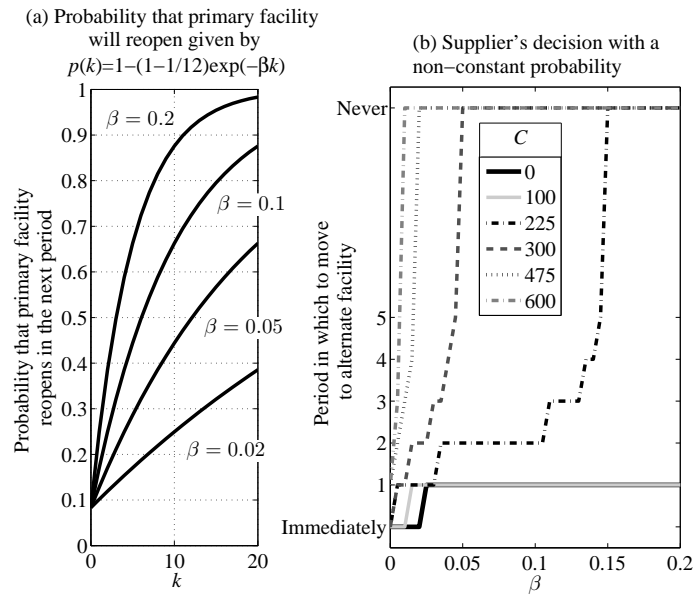 (a) Probability that primary facility
will reopen given by
p(k)=1−(1−1/12)exp(−βk)
Probability that primary facility
reopens in the next period
1
0.9
0.8
0.7
0.6
0.5
0.4
0.3
0.2
0.1
0
β = 0.2
β = 0.1
β = 0.05
β = 0.02
0
10
20
k
(b) Supplier's decision with a
non−constant probability
Period in which to move
to alternate facility
Never
5
4
3
2
1
Immediately
C
0
100
225
300
475
600
0
0.05
0.1
0.15
0.2
β